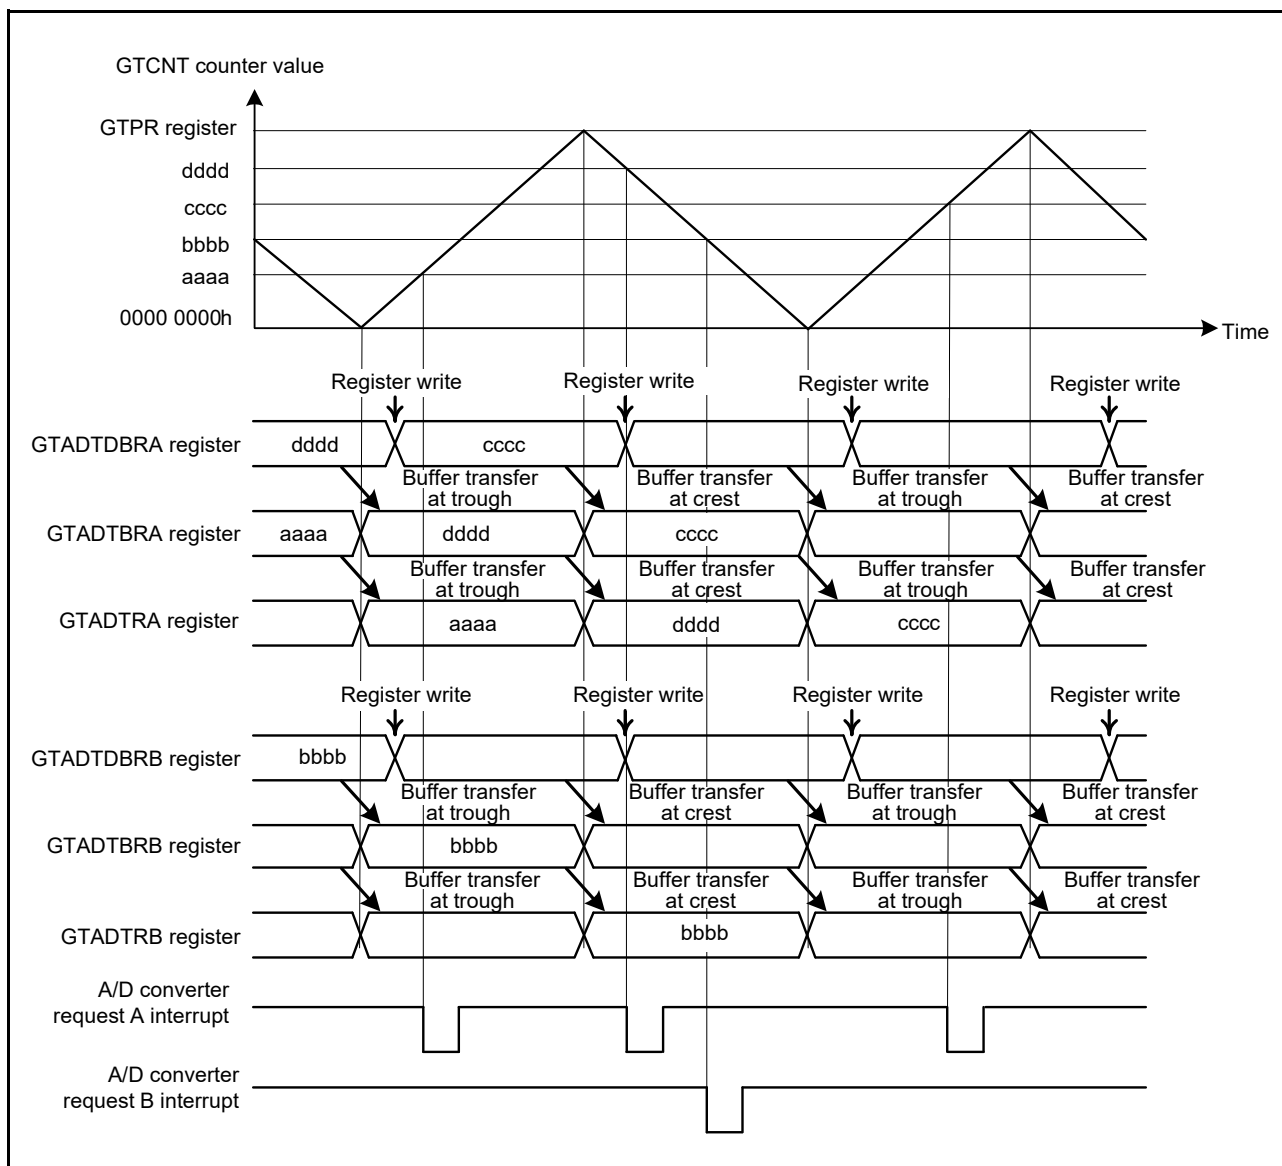 GTCNT counter value
GTPR register
dddd
cccc
bbbb
aaaa
0000 0000h
Time
Register write Register write Register write Register write
GTADTDBRA register dddd cccc
Buffer transfer Buffer transfer Buffer transfer Buffer transfer
at trough at crest at trough at crest
GTADTBRA register aaaa dddd cccc
Buffer transfer Buffer transfer Buffer transfer Buffer transfer
at trough at crest at trough at crest
GTADTRA register aaaa dddd cccc
Register write Register write Register write Register write
GTADTDBRB register bbbb
Buffer transfer Buffer transfer Buffer transfer Buffer transfer
at trough at crest at trough at crest
GTADTBRB register bbbb
Buffer transfer Buffer transfer Buffer transfer Buffer transfer
at trough at crest at trough at crest
GTADTRB register bbbb
A/D converter
request A interrupt
A/D converter
request B interrupt